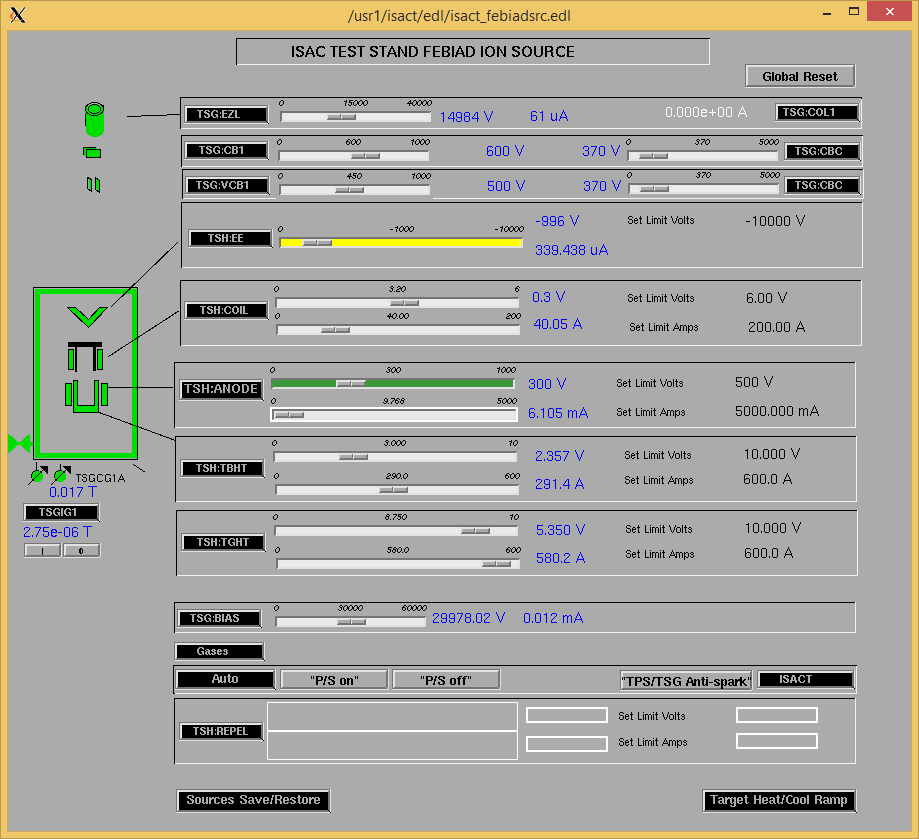 /usr1/isact/edl/isact_febiadsrc.edl
ISAC TEST STAND FEBIAD ION SOURCE
Global Reset
TSG:EZL 0 15000 40000 14984 V 61 uA 0.000e+00 A TSG:COL1
TSG:CB1 0 600 1000 600 V 370 V 0 370 5000 TSG:CBC
TSG:VCB1 0 450 1000 500 V 370 V 0 370 5000 TSG:CBC
TSH:EE 0 -1000 -10000 -996 V Set Limit Volts -10000 V
339.438 uA
TSH:COIL 0 3.20 6 0.3 V Set Limit Volts 6.00 V
0 40.00 200 40.05 A Set Limit Amps 200.00 A
TSH:ANODE 0 300 1000 300 V Set Limit Volts 500 V
0 9.766 5000 6.105 mA Set Limit Amps 5000.000 mA
TSH:TBHT 0 3.000 10 2.357 V Set Limit Volts 10.000 V
0 290.0 600 291.4 A Set Limit Amps 600.0 A
TSGCG1A
0.017 T
TSGIG1
2.75e-06 T
I 0
TSH:TGHT 0 6.750 10 5.350 V Set Limit Volts 10.000 V
0 580.0 600 580.2 A Set Limit Amps 600.0 A
TSG:BIAS 0 30000 60000 29978.02 V 0.012 mA
Gases
Auto "P/S on" "P/S off" "TPS/TSG Anti-spark" ISACT
TSH:REPEL Set Limit Volts
Set Limit Amps
Sources Save/Restore Target Heat/Cool Ramp